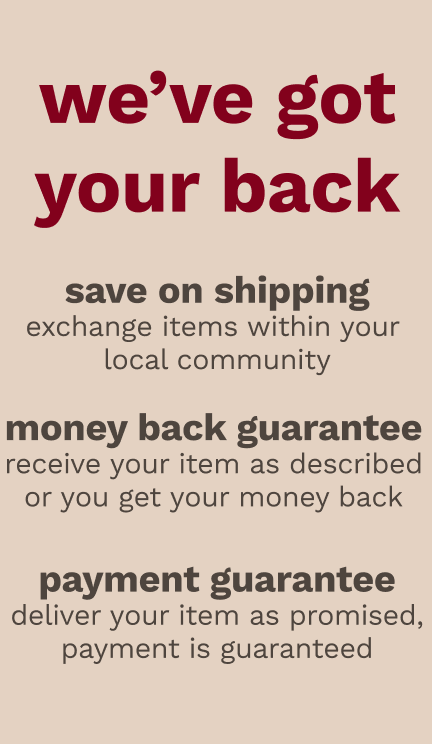 we’ve got
your back
save on shipping
exchange items within your
local community
money back guarantee
receive your item as described
or you get your money back
payment guarantee
deliver your item as promised,
payment is guaranteed